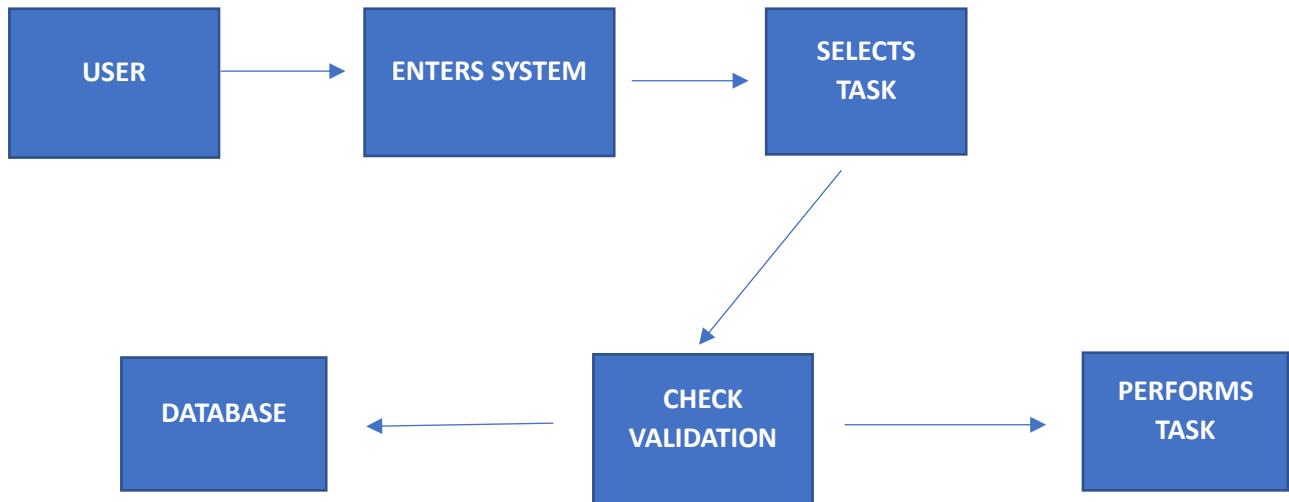 USER
ENTERS SYSTEM
SELECTS
TASK
DATABASE
CHECK
VALIDATION
PERFORMS
TASK